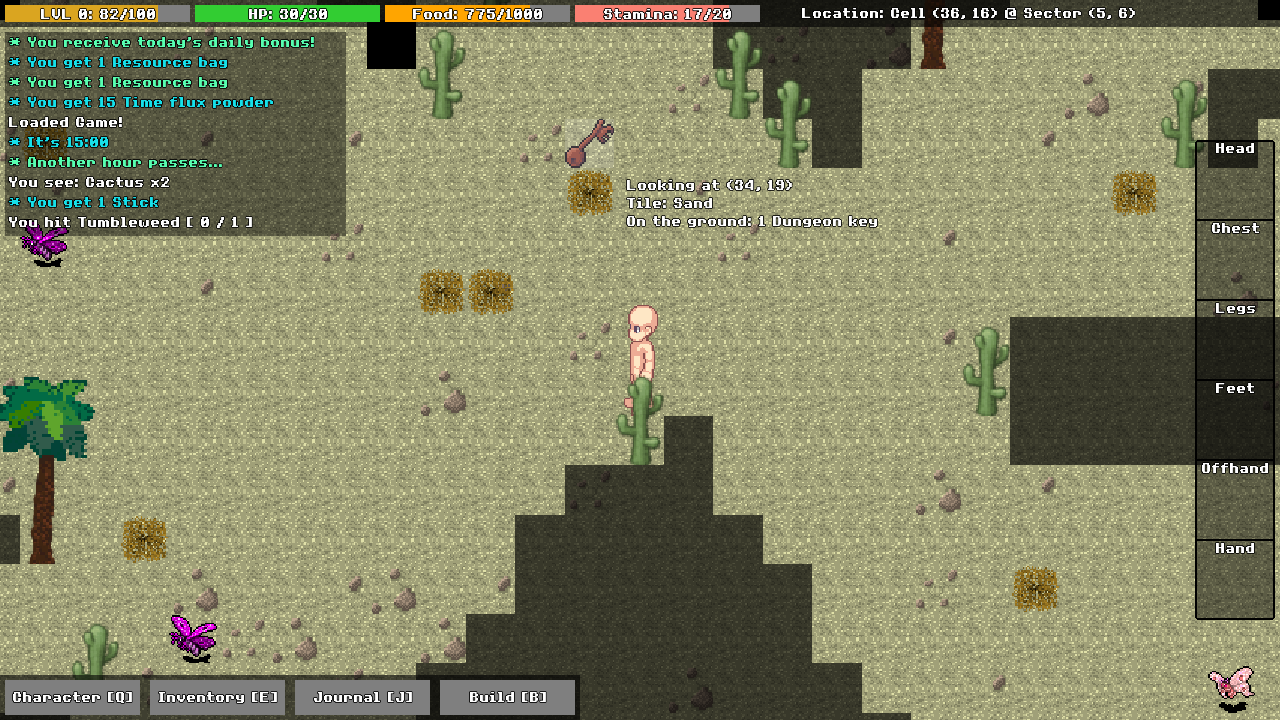 LVL 0: 82/100
HP: 30/30
Food: 775/1000
Stamina: 17/20
Location: Cell (36, 16) @ Sector (5, 6)
* You receive today's daily bonus!
* You get 1 Resource bag
* You get 1 Resource bag
* You get 15 Time flux powder
Loaded Game!
* It's 15:00
* Another hour passes...
You see: Cactus x2
* You get 1 Stick
You hit Tumbleweed [ 0 / 1 ]
Looking at (34, 19)
Tile: Sand
On the ground: 1 Dungeon key
Head
Chest
Legs
Feet
Offhand
Hand
Character [Q]
Inventory [E]
Journal [J]
Build [B]